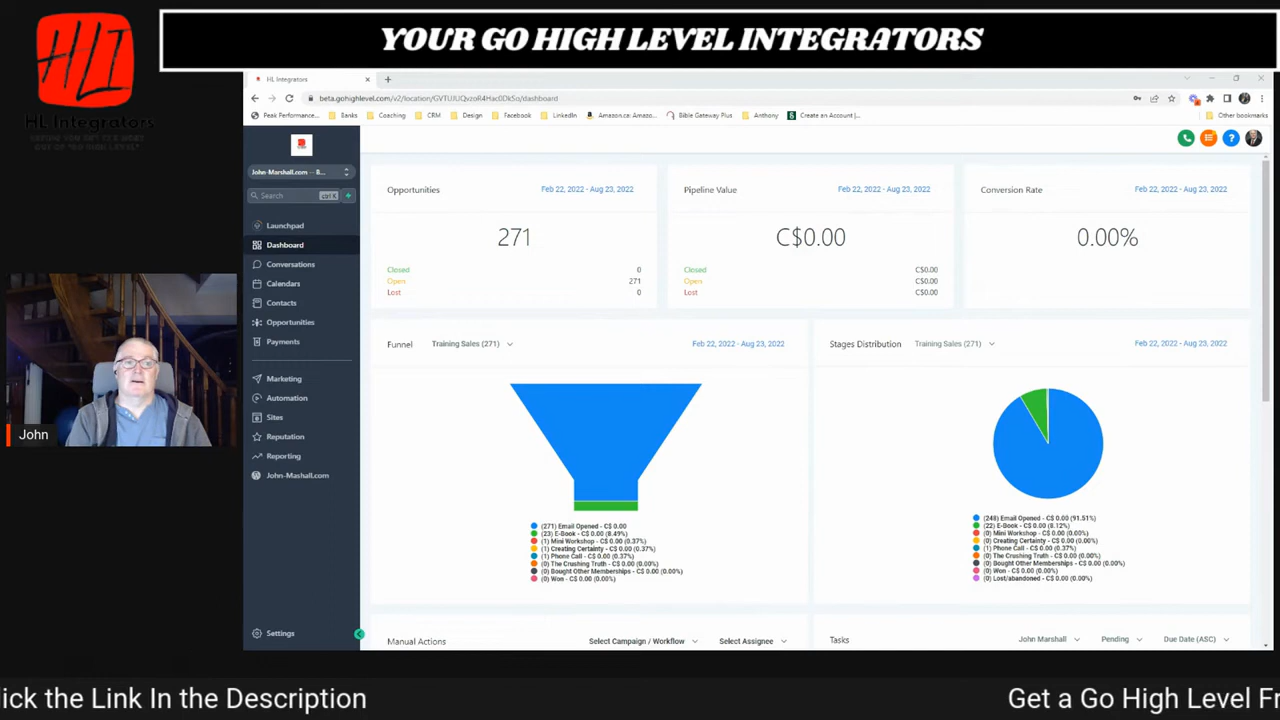 YOUR GO HIGH LEVEL INTEGRATORS
HLI
HL Integrators
HL Integrators
beta.gohighlevel.com/v2/location/GVTUJUQvzoR4Hac0DkSo/dashboard
Peak Performance... Banks Coaching CRM Design Facebook LinkedIn Amazon.ca: Amazo... Bible Gateway Plus Anthony Create an Account |... Other bookmarks
John-Marshall.com -- B...
Search ctrl K
Launchpad
Dashboard
Conversations
Calendars
Contacts
Opportunities
Payments
Marketing
Automation
Sites
Reputation
Reporting
John-Mashall.com
Settings
Opportunities Feb 22, 2022 - Aug 23, 2022
271
Closed 0
Open 271
Lost 0
Pipeline Value Feb 22, 2022 - Aug 23, 2022
C$0.00
Closed C$0.00
Open C$0.00
Lost C$0.00
Conversion Rate Feb 22, 2022 - Aug 23, 2022
0.00%
Funnel Training Sales (271) Feb 22, 2022 - Aug 23, 2022
(271) Email Opened - C$ 0.00
(23) E-Book - C$ 0.00 (8.49%)
(1) Mini Workshop - C$ 0.00 (0.37%)
(1) Creating Certainty - C$ 0.00 (0.37%)
(1) Phone Call - C$ 0.00 (0.37%)
(0) The Crushing Truth - C$ 0.00 (0.00%)
(0) Bought Other Memberships - C$ 0.00 (0.00%)
(0) Won - C$ 0.00 (0.00%)
Stages Distribution Training Sales (271) Feb 22, 2022 - Aug 23, 2022
(248) Email Opened - C$ 0.00 (91.51%)
(22) E-Book - C$ 0.00 (8.12%)
(0) Mini Workshop - C$ 0.00 (0.00%)
(0) Creating Certainty - C$ 0.00 (0.00%)
(1) Phone Call - C$ 0.00 (0.37%)
(0) The Crushing Truth - C$ 0.00 (0.00%)
(0) Bought Other Memberships - C$ 0.00 (0.00%)
(0) Won - C$ 0.00 (0.00%)
(0) Lost/abandoned - C$ 0.00 (0.00%)
Manual Actions Select Campaign / Workflow Select Assignee
Tasks John Marshall Pending Due Date (ASC)
John
lick the Link In the Description
Get a Go High Level Fr